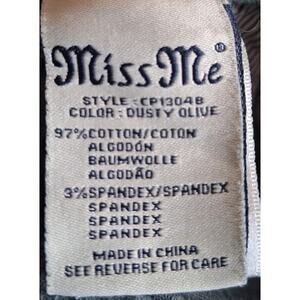 Miss Me®
STYLE : CP1304B
COLOR : DUSTY OLIVE
97%COTTON/COTON
ALGODÓN
BAUMWOLLE
ALGODÃO
3%SPANDEX/SPANDEX
SPANDEX
SPANDEX
SPANDEX
MADE IN CHINA
SEE REVERSE FOR CARE